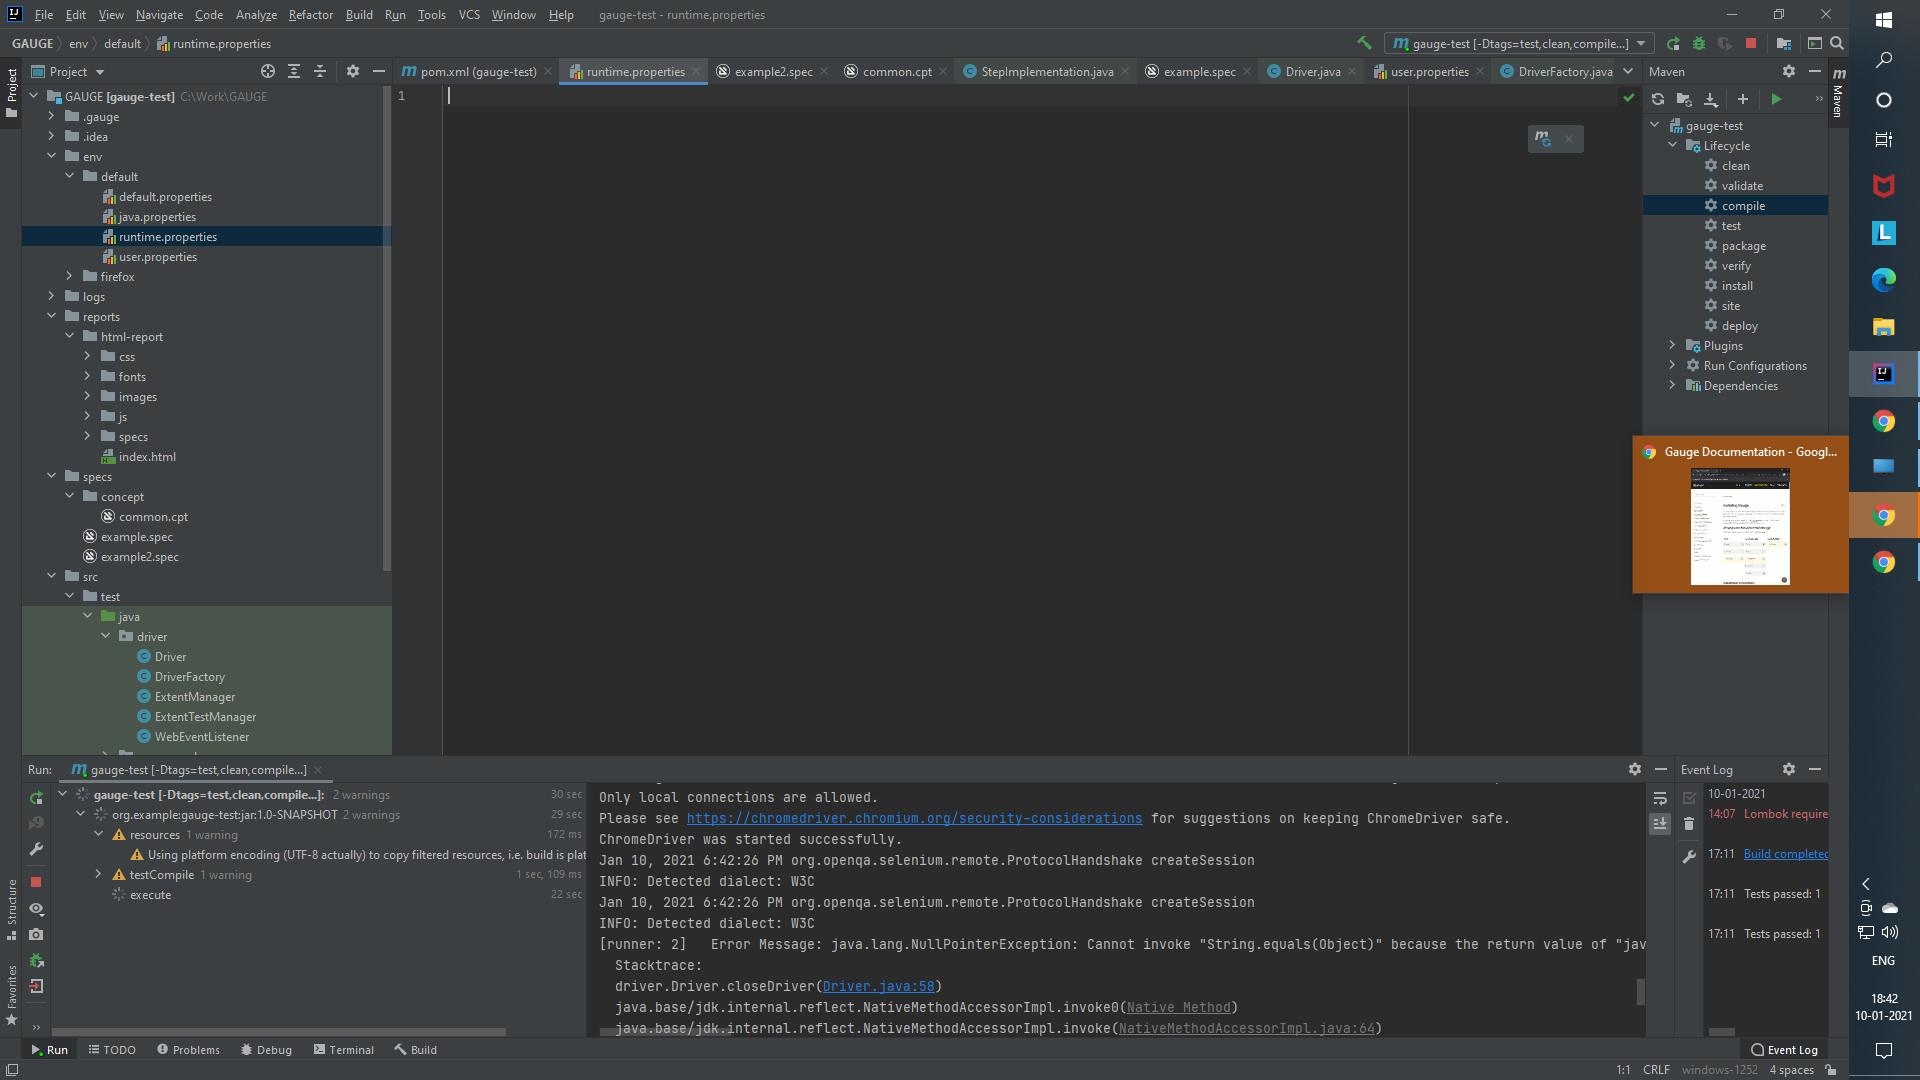 File Edit View Navigate Code Analyze Refactor Build Run Tools VCS Window Help gauge-test - runtime.properties
GAUGE env default runtime.properties
gauge-test [-Dtags=test,clean,compile...]
Project
pom.xml (gauge-test) runtime.properties example2.spec common.cpt StepImplementation.java example.spec Driver.java user.properties DriverFactory.java
Maven
Project
Maven
1
GAUGE [gauge-test] C:\Work\GAUGE
.gauge
.idea
env
default
default.properties
java.properties
runtime.properties
user.properties
firefox
logs
reports
html-report
css
fonts
images
js
specs
index.html
specs
concept
common.cpt
example.spec
example2.spec
src
test
java
driver
Driver
DriverFactory
ExtentManager
ExtentTestManager
WebEventListener
gauge-test
Lifecycle
clean
validate
compile
test
package
verify
install
site
deploy
Plugins
Run Configurations
Dependencies
Gauge Documentation - Googl...
Run: gauge-test [-Dtags=test,clean,compile...]
gauge-test [-Dtags=test,clean,compile...]: 2 warnings 30 sec
org.example:gauge-test:jar:1.0-SNAPSHOT 2 warnings 29 sec
resources 1 warning 172 ms
Using platform encoding (UTF-8 actually) to copy filtered resources, i.e. build is plat
testCompile 1 warning 1 sec, 109 ms
execute 22 sec
Only local connections are allowed.
Please see https://chromedriver.chromium.org/security-considerations for suggestions on keeping ChromeDriver safe.
ChromeDriver was started successfully.
Jan 10, 2021 6:42:26 PM org.openqa.selenium.remote.ProtocolHandshake createSession
INFO: Detected dialect: W3C
Jan 10, 2021 6:42:26 PM org.openqa.selenium.remote.ProtocolHandshake createSession
INFO: Detected dialect: W3C
[runner: 2] Error Message: java.lang.NullPointerException: Cannot invoke "String.equals(Object)" because the return value of "jav
Stacktrace:
driver.Driver.closeDriver(Driver.java:58)
java.base/jdk.internal.reflect.NativeMethodAccessorImpl.invoke0(Native Method)
java.base/jdk.internal.reflect.NativeMethodAccessorImpl.invoke(NativeMethodAccessorImpl.java:64)
Event Log
10-01-2021
14:07 Lombok require
17:11 Build completed
17:11 Tests passed: 1
17:11 Tests passed: 1
Structure
Favorites
Run TODO Problems Debug Terminal Build
Event Log
1:1 CRLF windows-1252 4 spaces
ENG
18:42
10-01-2021